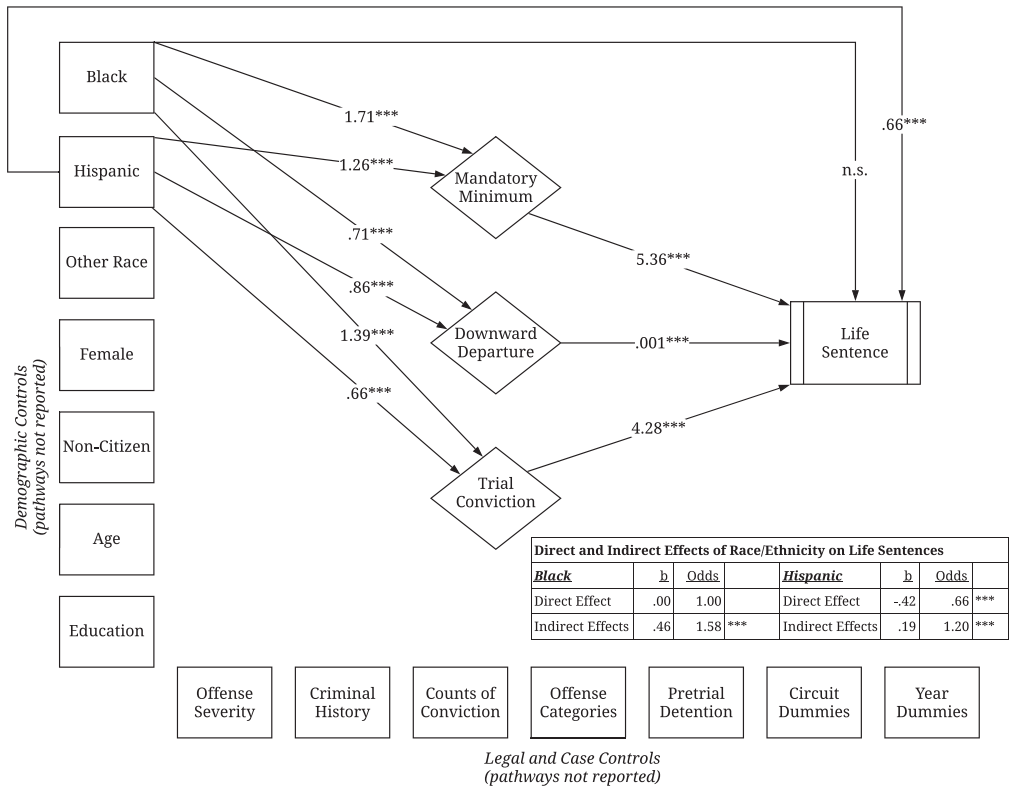 Black
1.71***
.66***
Hispanic
1.26***
n.s.
Mandatory
Minimum
Other Race
.71***
5.36***
.86***
Female
1.39***
Downward
Departure
.001***
Life
Sentence
.66***
Demographic Controls
(pathways not reported)
Non-Citizen
4.28***
Trial
Conviction
Age
Education
Direct and Indirect Effects of Race/Ethnicity on Life Sentences
Black b Odds Hispanic b Odds
Direct Effect .00 1.00 Direct Effect -.42 .66 ***
Indirect Effects .46 1.58 *** Indirect Effects .19 1.20 ***
Offense
Severity
Criminal
History
Counts of
Conviction
Offense
Categories
Pretrial
Detention
Circuit
Dummies
Year
Dummies
Legal and Case Controls
(pathways not reported)